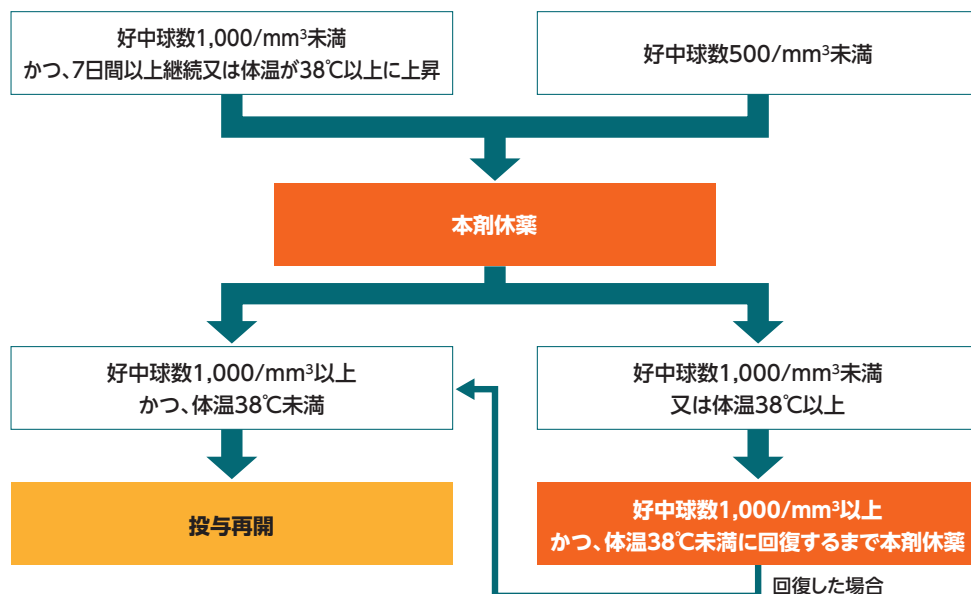 好中球数1,000/mm³未満
かつ、7日間以上継続又は体温が38℃以上に上昇
好中球数500/mm³未満
本剤休薬
好中球数1,000/mm³以上
かつ、体温38℃未満
好中球数1,000/mm³未満
又は体温38℃以上
投与再開
好中球数1,000/mm³以上
かつ、体温38℃未満に回復するまで本剤休薬
回復した場合